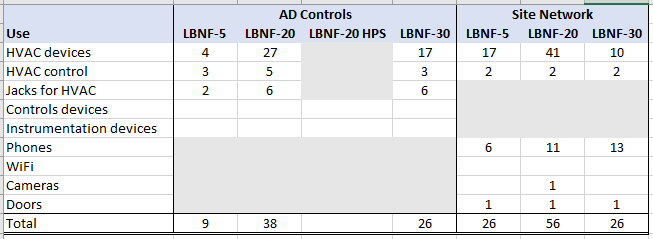 AD Controls Site Network
Use LBNF-5 LBNF-20 LBNF-20 HPS LBNF-30 LBNF-5 LBNF-20 LBNF-30
HVAC devices 4 27 17 17 41 10
HVAC control 3 5 3 2 2 2
Jacks for HVAC 2 6 6
Controls devices
Instrumentation devices
Phones 6 11 13
WiFi
Cameras 1
Doors 1 1 1
Total 9 38 26 26 56 26